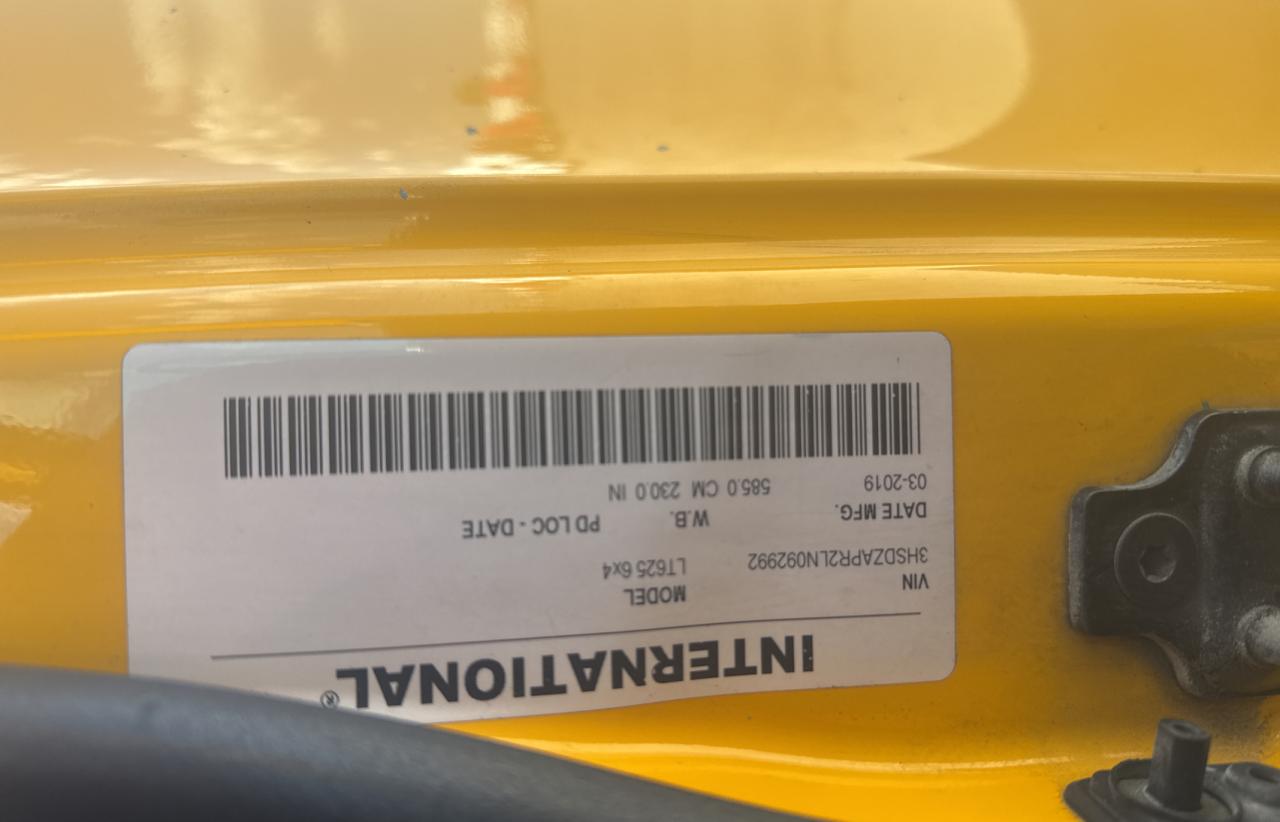 INTERNATIONAL®
VIN MODEL
3HSDZAPR2LN092992 LT625 6x4
DATE MFG. W.B. PD LOC - DATE
03-2019 585.0 CM 230.0 IN